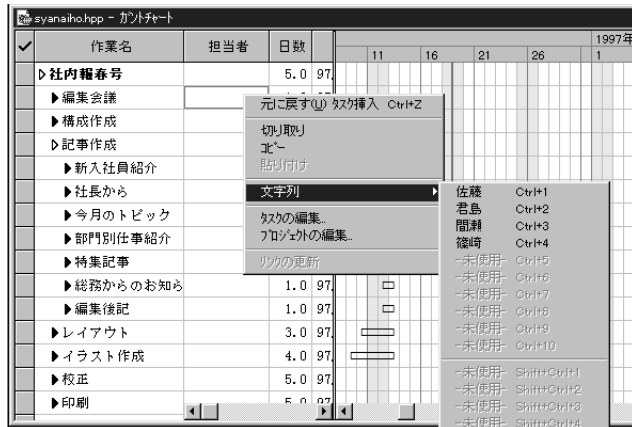 syanaiho.hpp - ガントチャート
1997年
✓ 作業名 担当者 日数
11 16 21 26 1
▷社内報春号 5.0 97.
▶編集会議
▶構成作成
▷記事作成
▶新入社員紹介
▶社長から
▶今月のトピック
▶部門別仕事紹介
▶特集記事
▶総務からのお知ら 1.0 97.
▶編集後記 1.0 97.
▶レイアウト 3.0 97.
▶イラスト作成 4.0 97.
▶校正 5.0 97.
▶印刷 5.0 97.
元に戻す(U) タスク挿入 Ctrl+Z
切り取り
コピー
貼り付け
文字列
タスクの編集...
プロジェクトの編集...
リンクの更新
佐藤 Ctrl+1
君島 Ctrl+2
間瀬 Ctrl+3
篠崎 Ctrl+4
-未使用- Ctrl+5
-未使用- Ctrl+6
-未使用- Ctrl+7
-未使用- Ctrl+8
-未使用- Ctrl+9
-未使用- Ctrl+10
-未使用- Shift+Ctrl+1
-未使用- Shift+Ctrl+2
-未使用- Shift+Ctrl+3
-未使用- Shift+Ctrl+4